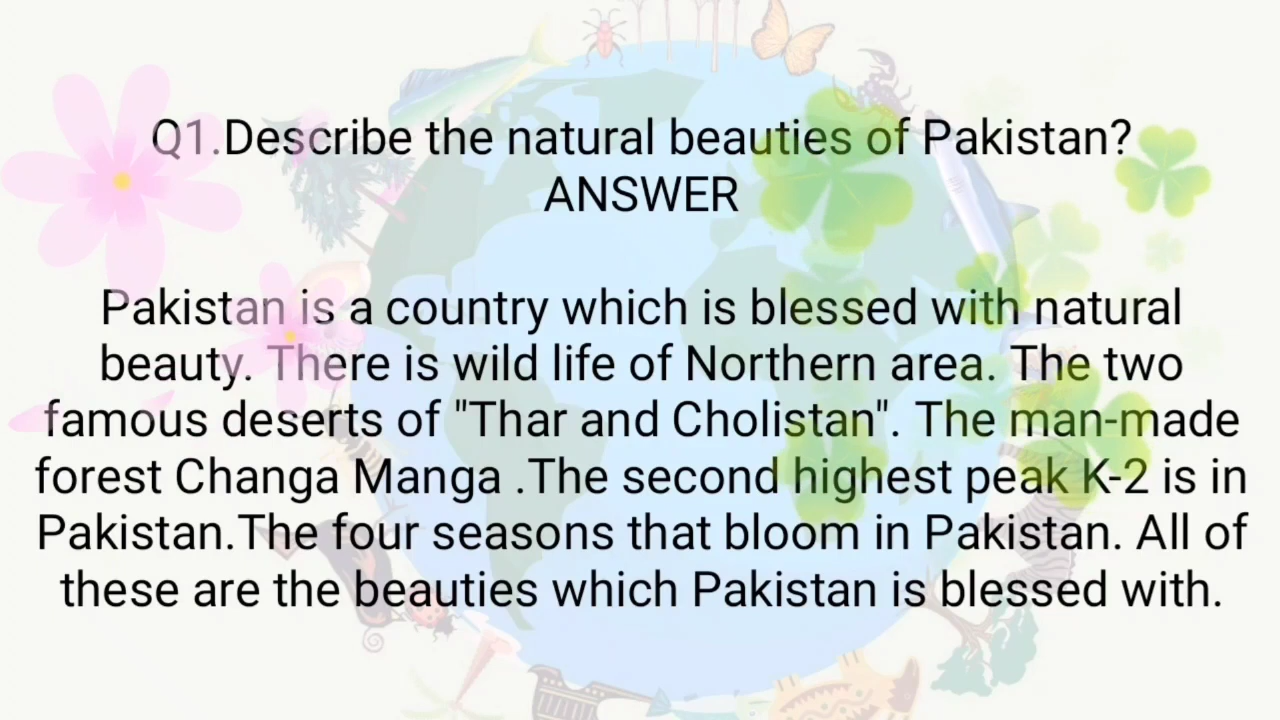 Q1.Describe the natural beauties of Pakistan?
ANSWER
Pakistan is a country which is blessed with natural
beauty. There is wild life of Northern area. The two
famous deserts of "Thar and Cholistan". The man-made
forest Changa Manga .The second highest peak K-2 is in
Pakistan.The four seasons that bloom in Pakistan. All of
these are the beauties which Pakistan is blessed with.